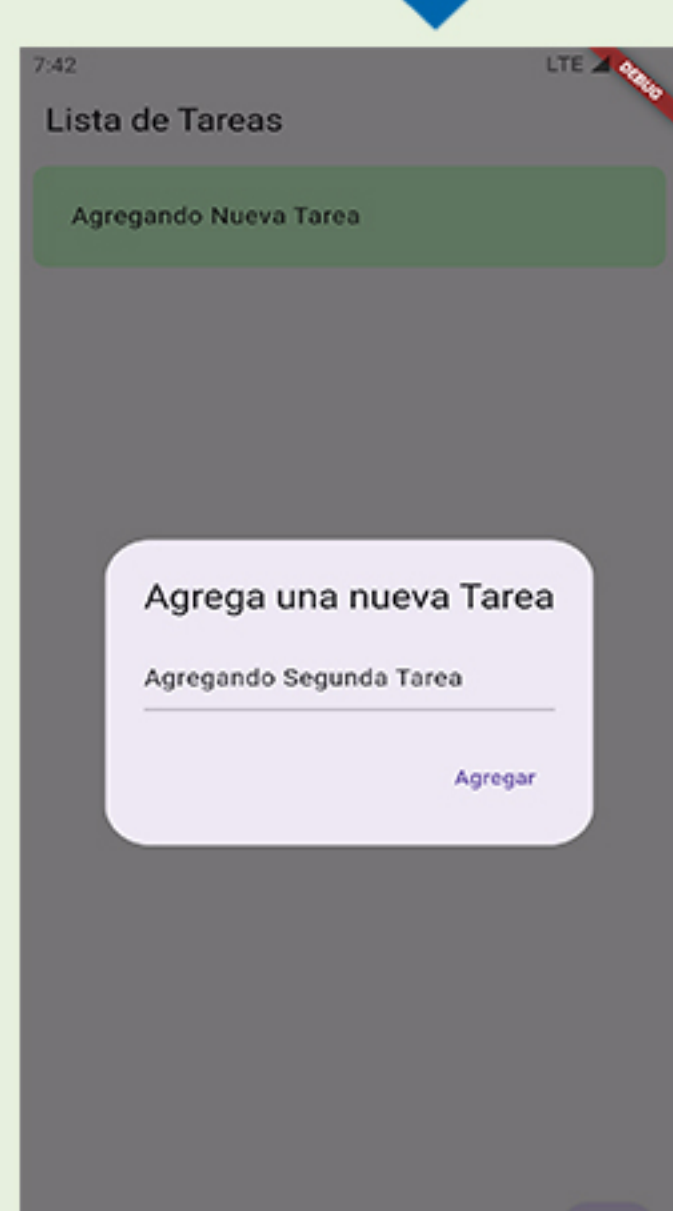 7:42 LTE DEBUG
Lista de Tareas
Agregando Nueva Tarea
Agrega una nueva Tarea
Agregando Segunda Tarea
Agregar